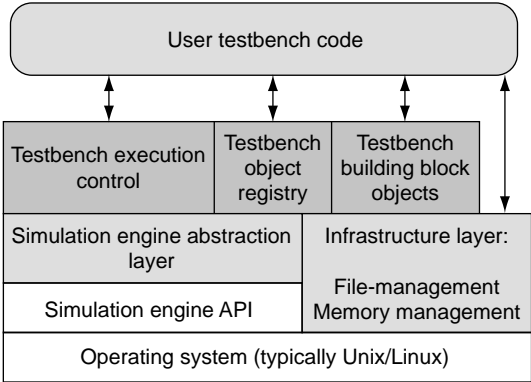 User testbench code
Testbench execution
control
Testbench
object
registry
Testbench
building block
objects
Simulation engine abstraction
layer
Infrastructure layer:
File-management
Memory management
Simulation engine API
Operating system (typically Unix/Linux)